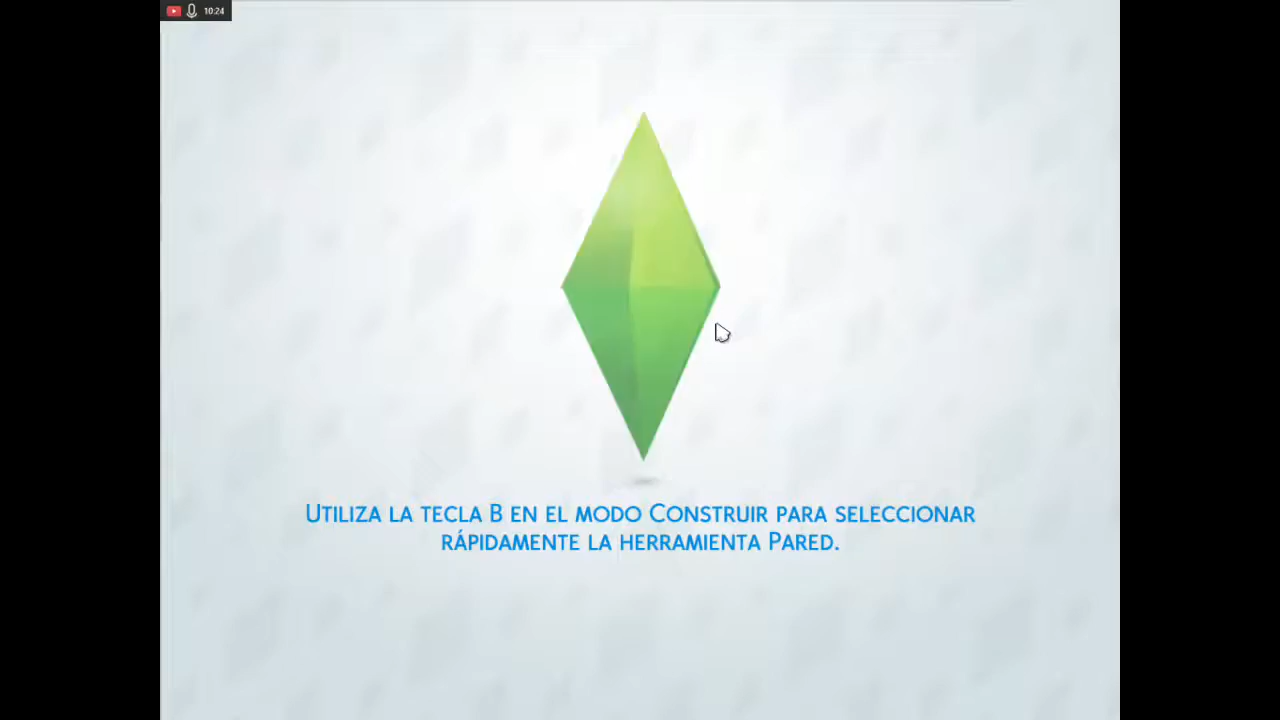 10:24
Utiliza la tecla B en el modo Construir para seleccionar
rápidamente la herramienta Pared.